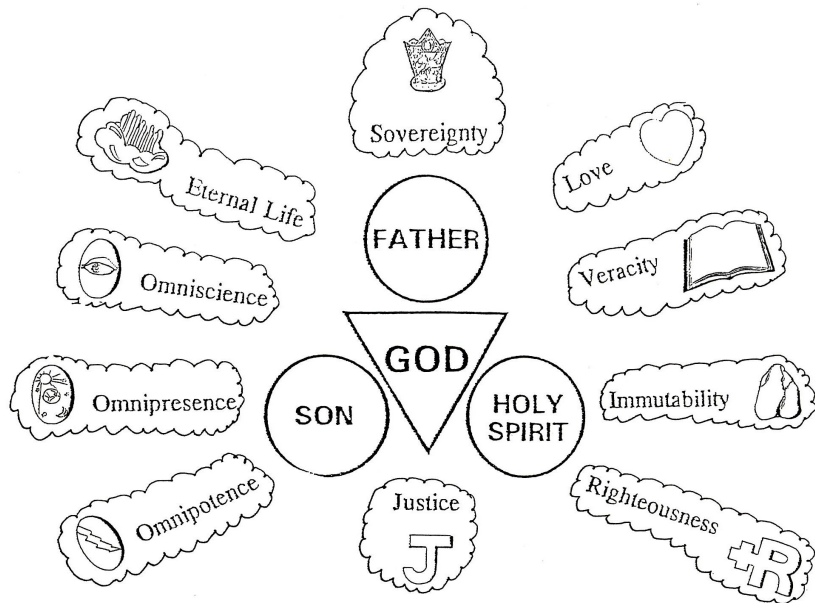 Sovereignty
Eternal Life
Love
FATHER
Omniscience
Veracity
GOD
Omnipresence
SON
HOLY
SPIRIT
Immutability
Omnipotence
Justice
J
Righteousness
+R